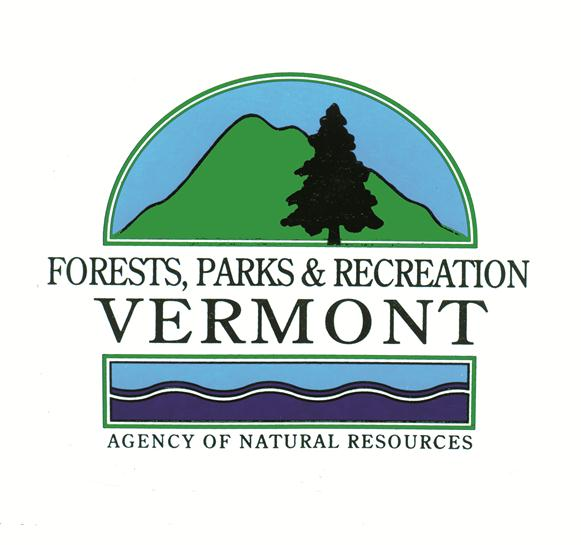 FORESTS, PARKS & RECREATION
VERMONT
AGENCY OF NATURAL RESOURCES